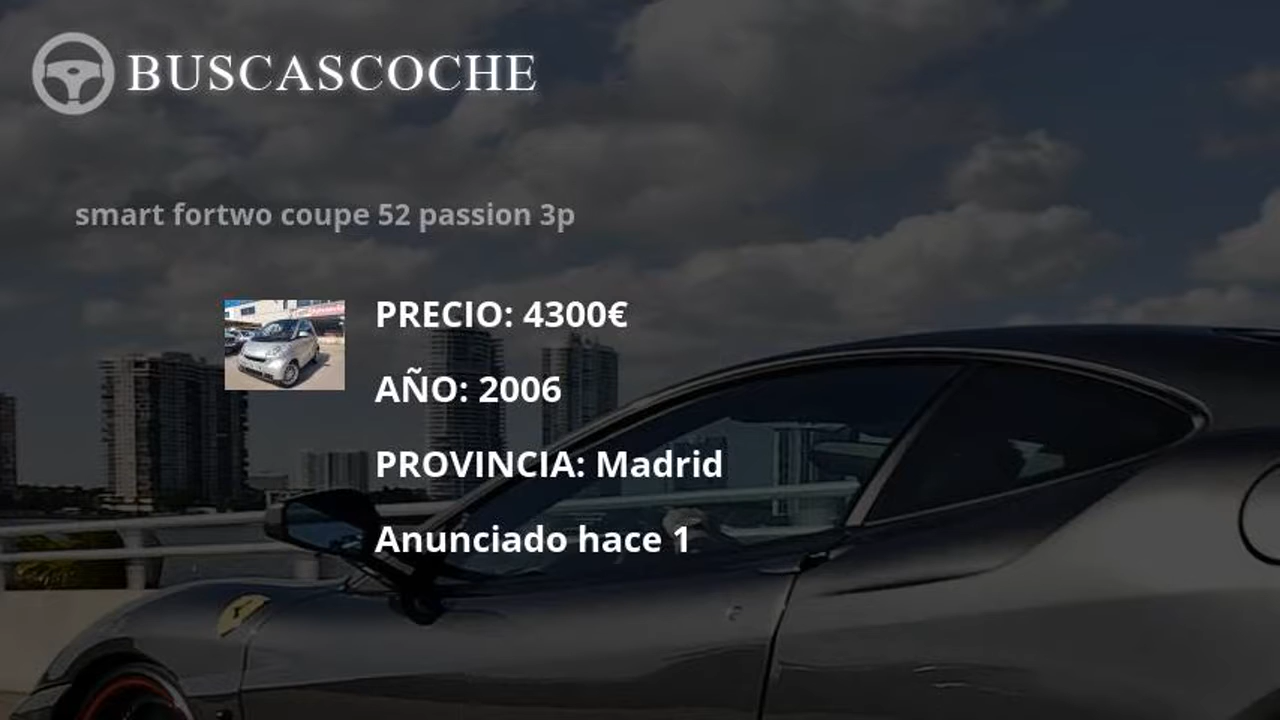 BUSCASCOCHE
smart fortwo coupe 52 passion 3p
PRECIO: 4300€
AÑO: 2006
PROVINCIA: Madrid
Anunciado hace 1